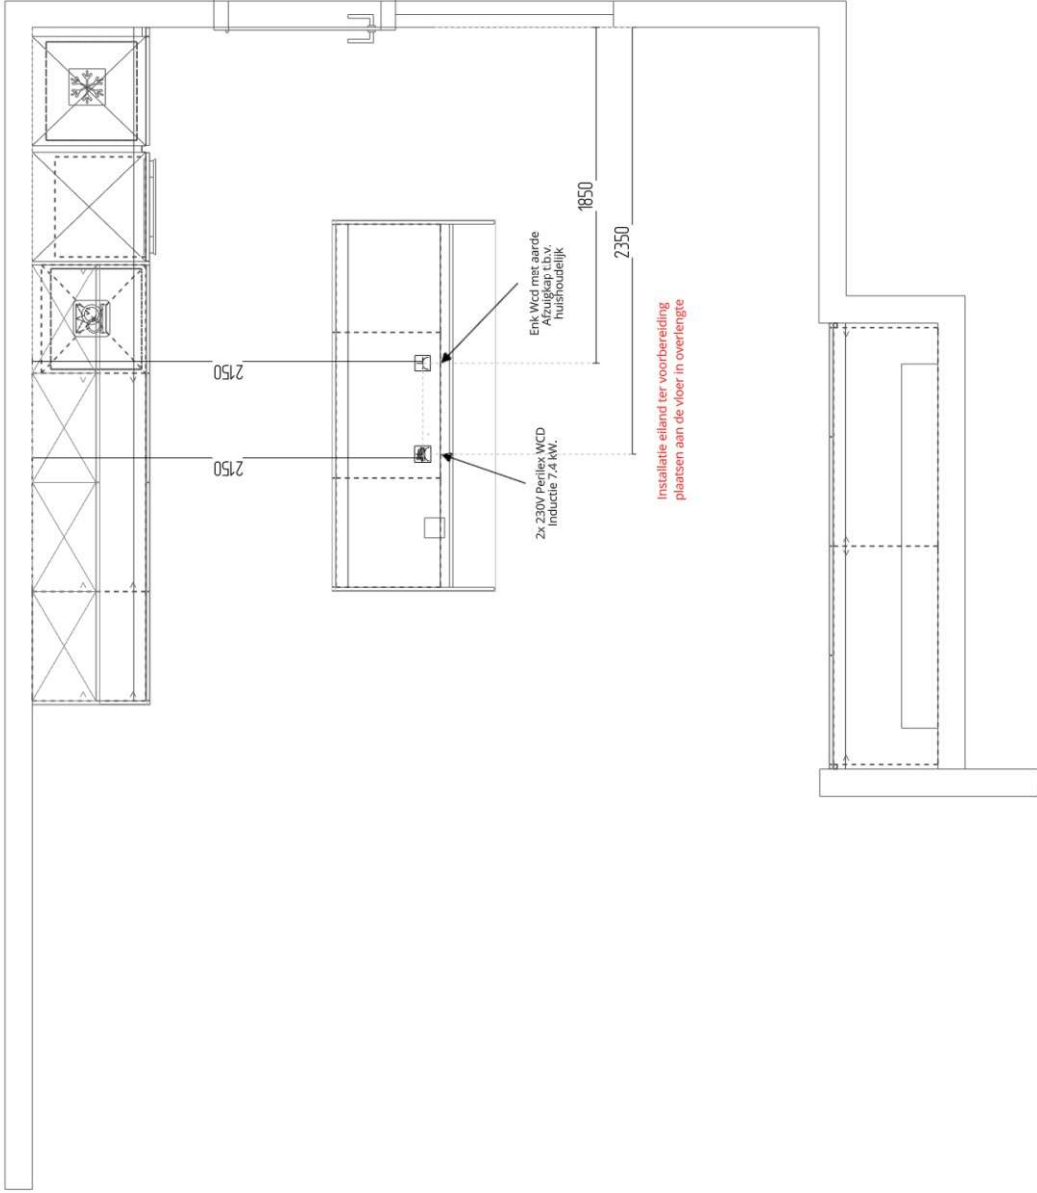 1850
2350
Enk Wcd met aarde
Afzuigkap t.b.v.
huishoudelijk
2150
2150
2x 230V Perilex WCD
Inductie 7.4 kW.
Installatie eiland ter voorbereiding
plaatsen aan de vloer in overlengte